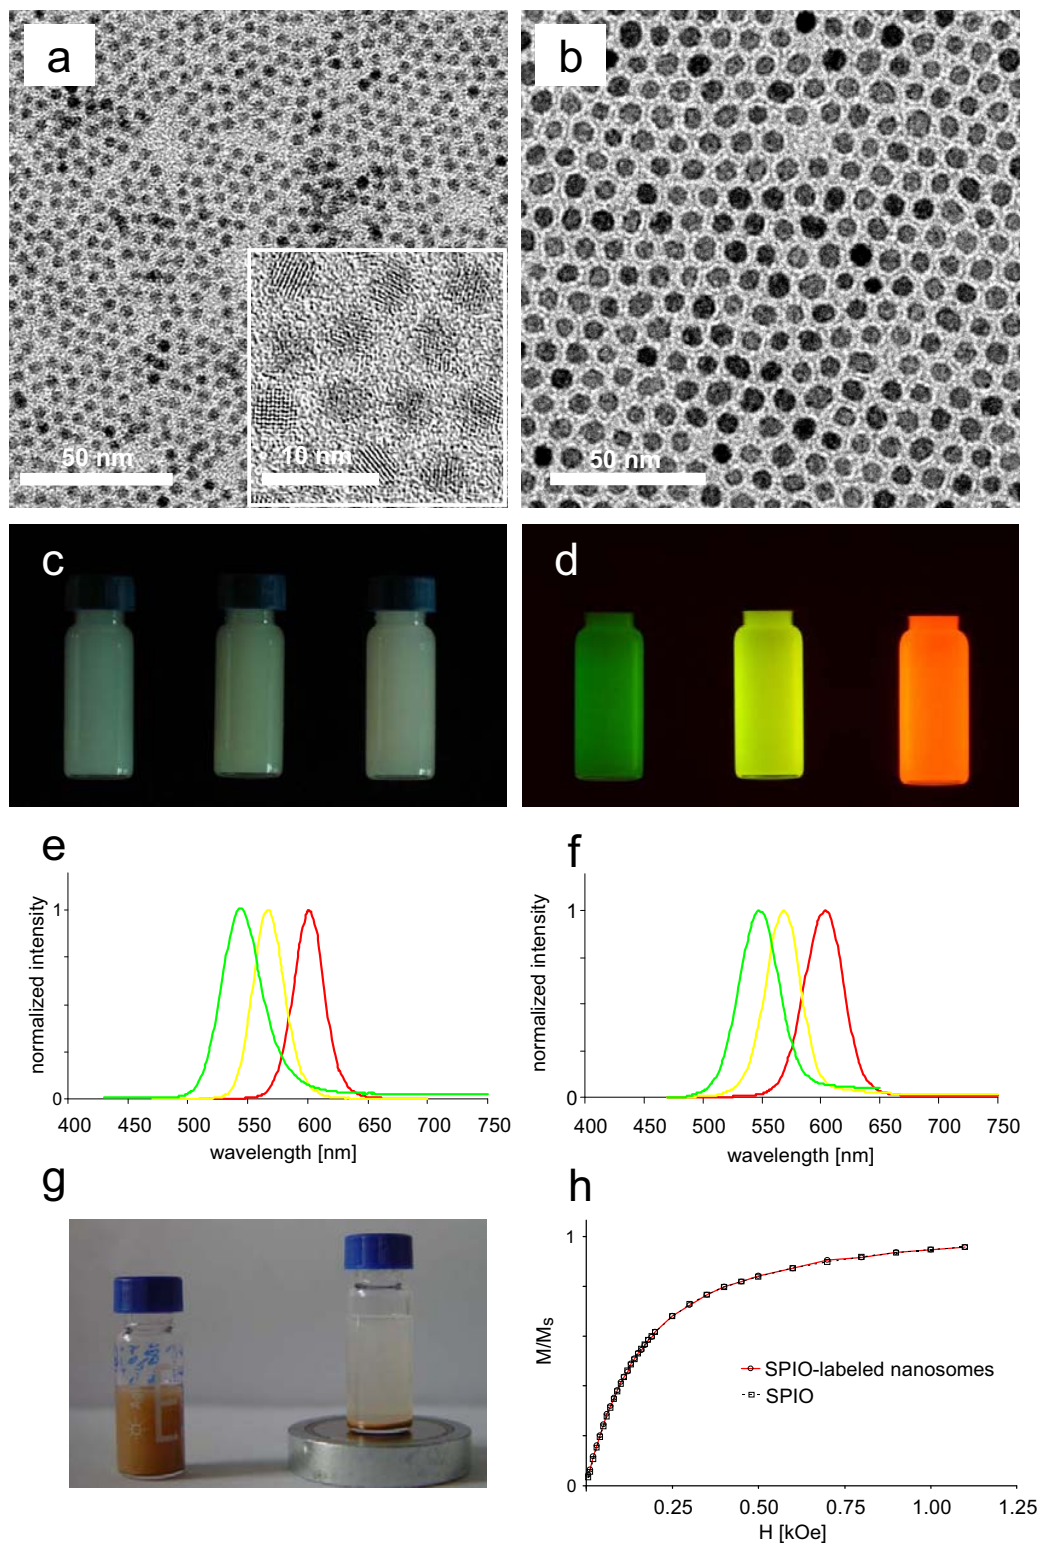 a
b
50 nm
10 nm
50 nm
c
d
e
f
normalized intensity
1
0
400 450 500 550 600 650 700 750
wavelength [nm]
normalized intensity
1
0
400 450 500 550 600 650 700 750
wavelength [nm]
g
h
E
M/Ms
1
0
SPIO-labeled nanosomes
SPIO
0.25 0.50 0.75 1.00 1.25
H [kOe]